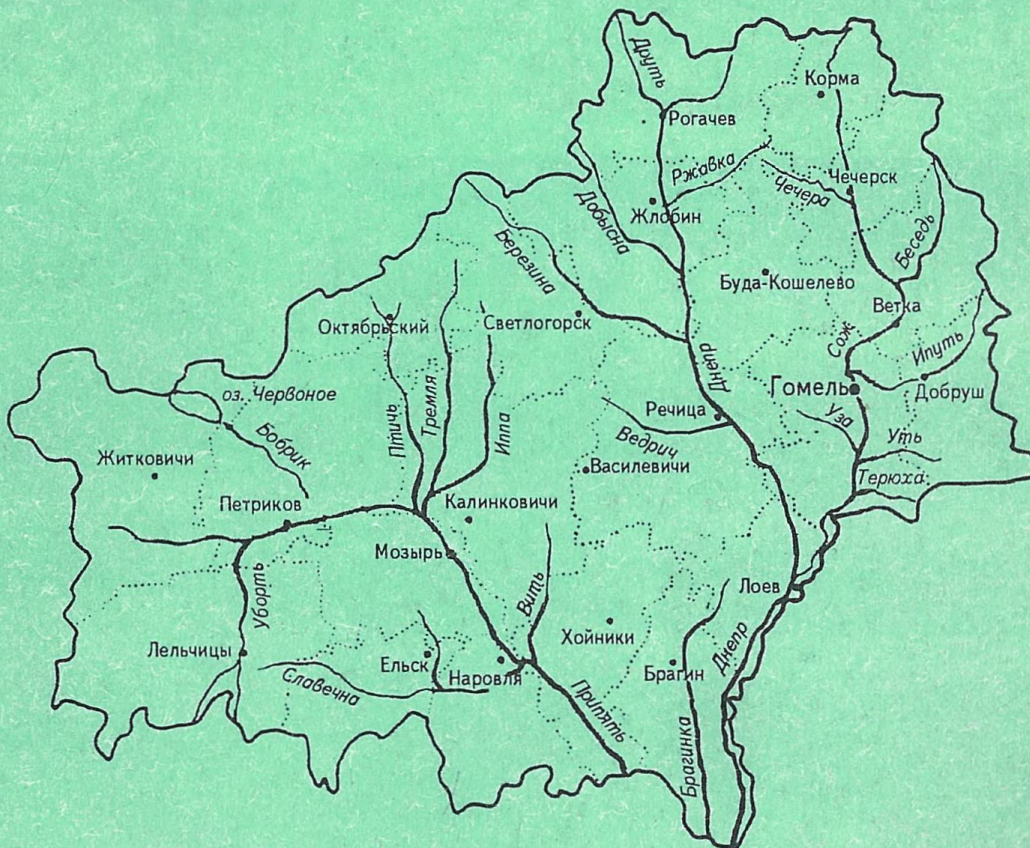 Друть
Корма
Рогачев
Ржавка
Чечера
Чечерск
Добысна
Жлобин
Беседь
Березина
Буда-Кошелево
Ветка
Октябрьский
Светлогорск
Сож
Ипуть
Днепр
оз. Червоное
Гомель
Добруш
Птичь
Тремля
Иппа
Речица
Уза
Бобрик
Ведрич
Уть
Житковичи
Василевичи
Терюха
Петриков
Калинковичи
Мозырь
Уборть
Вить
Лоев
Хойники
Днепр
Лельчицы
Ельск
Наровля
Брагин
Славечна
Припять
Брагинка